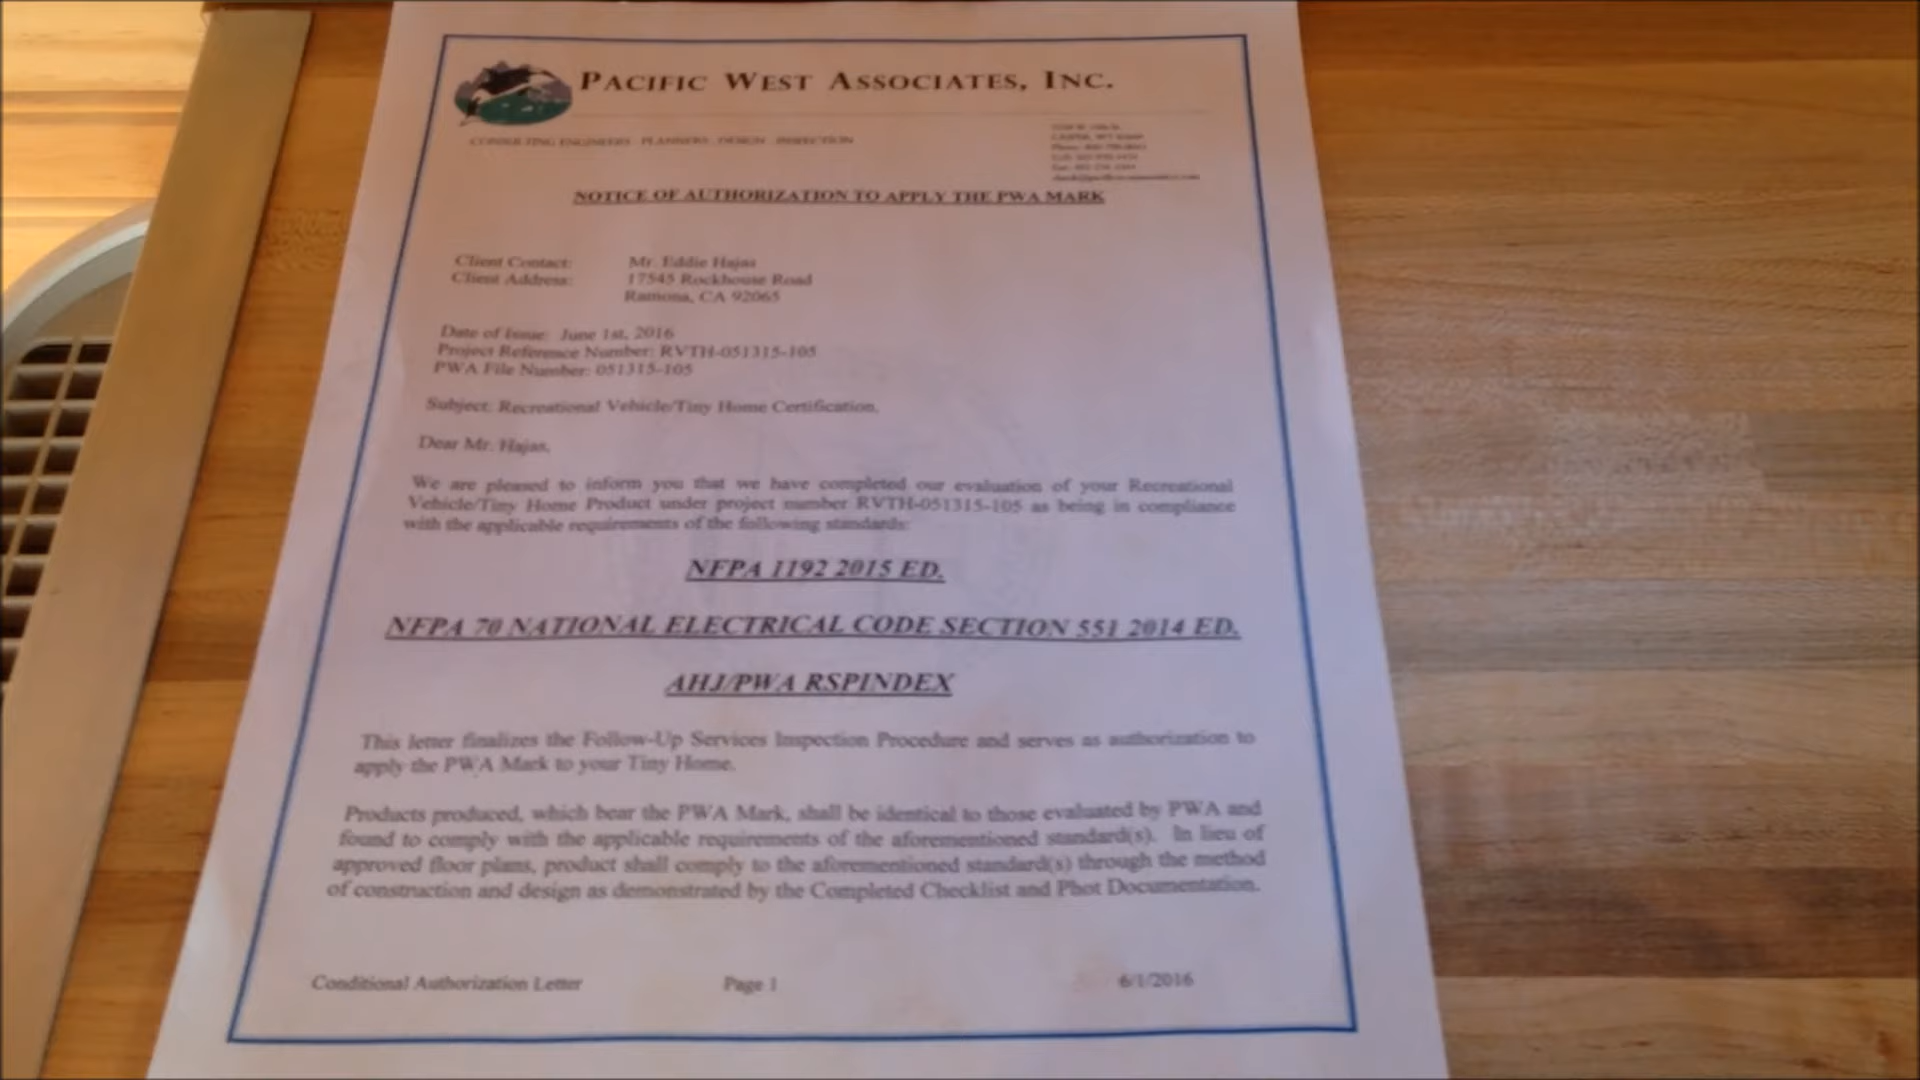 PACIFIC WEST ASSOCIATES, INC.
CONSULTING ENGINEERS - PLANNERS - DESIGN - INSPECTION
NOTICE OF AUTHORIZATION TO APPLY THE PWA MARK
Client Contact: Mr. Eddie Hajas
Client Address: 17545 Rockhouse Road
Ramona, CA 92065
Date of Issue: June 1st, 2016
Project Reference Number: RVTH-051315-105
PWA File Number: 051315-105
Subject: Recreational Vehicle/Tiny Home Certification.
Dear Mr. Hajas,
We are pleased to inform you that we have completed our evaluation of your Recreational
Vehicle/Tiny Home Product under project number RVTH-051315-105 as being in compliance
with the applicable requirements of the following standards:
NFPA 1192 2015 ED.
NFPA 70 NATIONAL ELECTRICAL CODE SECTION 551 2014 ED.
AHJ/PWA RSPINDEX
This letter finalizes the Follow-Up Services Inspection Procedure and serves as authorization to
apply the PWA Mark to your Tiny Home.
Products produced, which bear the PWA Mark, shall be identical to those evaluated by PWA and
found to comply with the applicable requirements of the aforementioned standard(s). In lieu of
approved floor plans, product shall comply to the aforementioned standard(s) through the method
of construction and design as demonstrated by the Completed Checklist and Phot Documentation.
Conditional Authorization Letter Page 1 6/1/2016